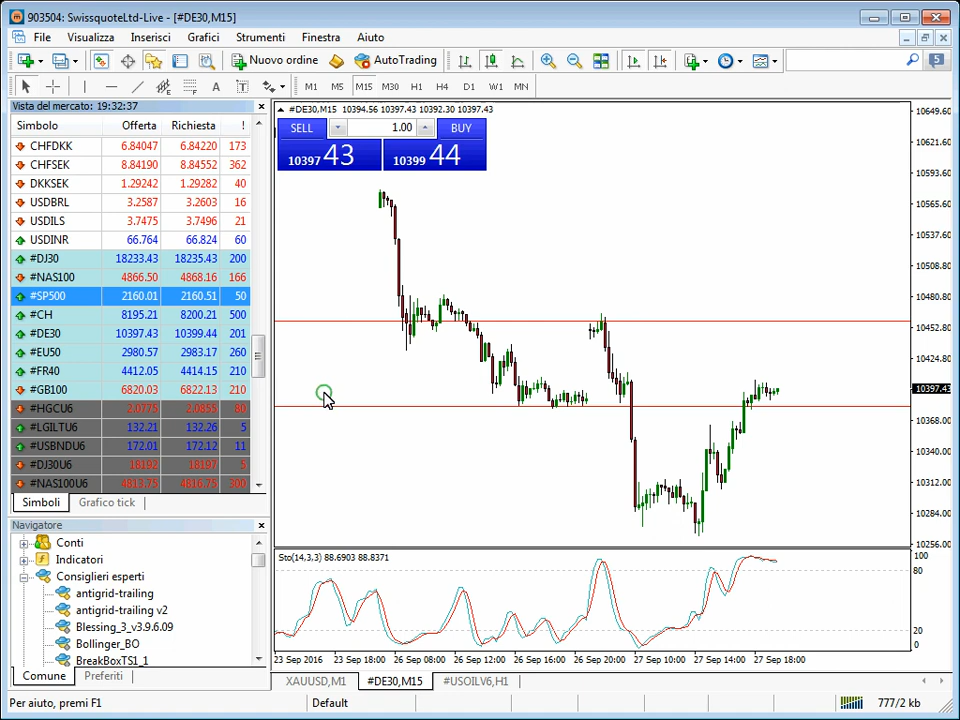 903504: SwissquoteLtd-Live - [#DE30,M15]
File Visualizza Inserisci Grafici Strumenti Finestra Aiuto
Nuovo ordine AutoTrading
5
A T M1 M5 M15 M30 H1 H4 D1 W1 MN
Vista del mercato: 19:32:37
Simbolo Offerta Richiesta !
CHFDKK 6.84047 6.84220 173
CHFSEK 8.84190 8.84552 362
DKKSEK 1.29242 1.29282 40
USDBRL 3.2587 3.2603 16
USDILS 3.7475 3.7496 21
USDINR 66.764 66.824 60
#DJ30 18233.43 18235.43 200
#NAS100 4866.50 4868.16 166
#SP500 2160.01 2160.51 50
#CH 8195.21 8200.21 500
#DE30 10397.43 10399.44 201
#EU50 2980.57 2983.17 260
#FR40 4412.05 4414.15 210
#GB100 6820.03 6822.13 210
#HGCU6 2.0775 2.0855 80
#LGILTU6 132.21 132.26 5
#USBNDU6 172.01 172.12 11
#DJ30U6 18192 18197 5
#NAS100U6 4813.75 4816.75 300
Simboli Grafico tick
Navigatore
Conti
Indicatori
Consiglieri esperti
antigrid-trailing
antigrid-trailing v2
Blessing_3_v3.9.6.09
Bollinger_BO
BreakBoxTS1_1
Comune Preferiti
#DE30,M15 10394.56 10397.43 10392.30 10397.43
SELL 1.00 BUY
10397 43 10399 44
10649.60
10621.60
10593.60
10565.60
10537.60
10508.80
10480.80
10452.80
10424.80
10397.43
10368.00
10340.00
10312.00
10284.00
10256.00
Sto(14,3,3) 88.6903 88.8371
100
80
20
0
23 Sep 2016 23 Sep 18:00 26 Sep 08:00 26 Sep 12:00 26 Sep 16:00 26 Sep 20:00 27 Sep 10:00 27 Sep 14:00 27 Sep 18:00
XAUUSD,M1 #DE30,M15 #USOILV6,H1
Per aiuto, premi F1 Default 777/2 kb